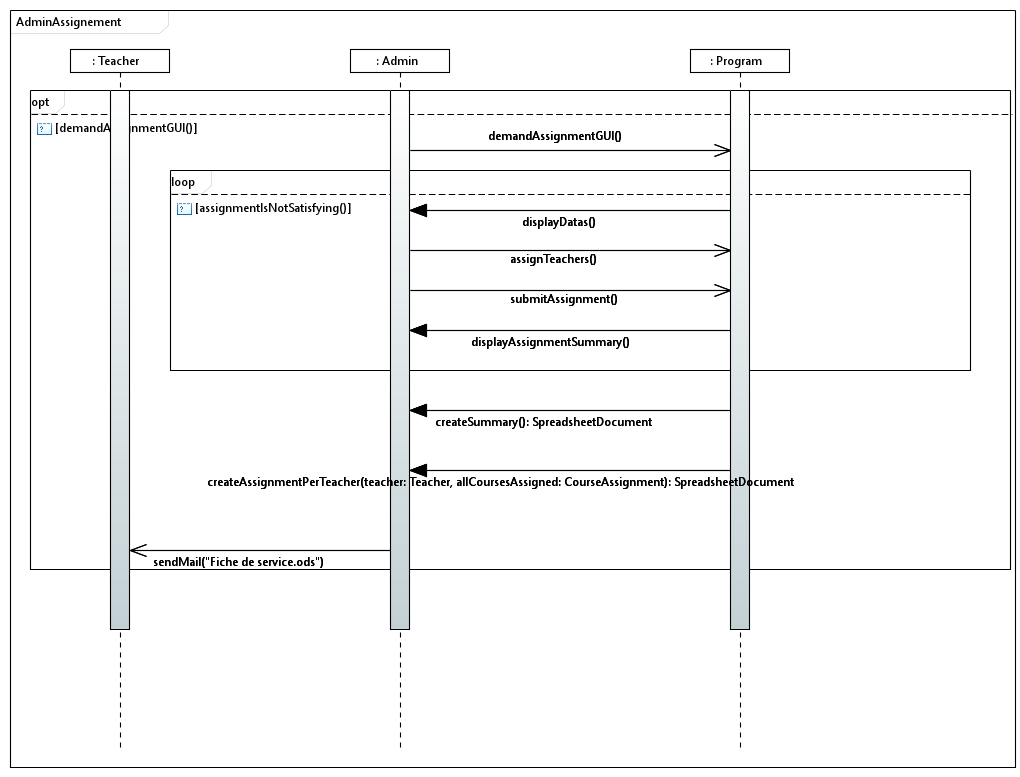 AdminAssignement
: Teacher
: Admin
: Program
opt
[demandAssignmentGUI()]
demandAssignmentGUI()
loop
[assignmentIsNotSatisfying()]
displayDatas()
assignTeachers()
submitAssignment()
displayAssignmentSummary()
createSummary(): SpreadsheetDocument
createAssignmentPerTeacher(teacher: Teacher, allCoursesAssigned: CourseAssignment): SpreadsheetDocument
sendMail("Fiche de service.ods")